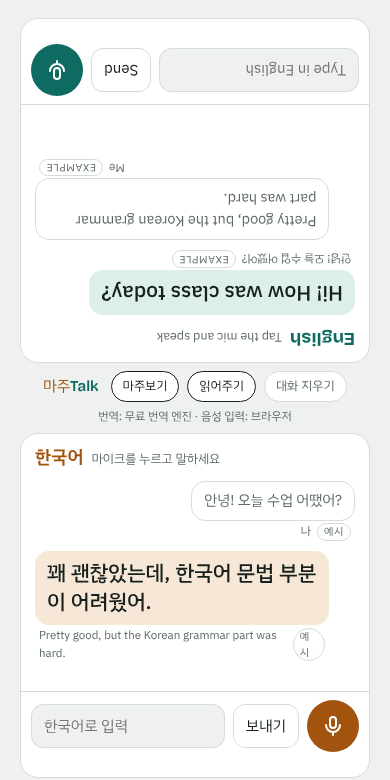 Type in English
Send
Me EXAMPLE
Pretty good, but the Korean grammar
part was hard.
안녕! 오늘 수업 어땠어? EXAMPLE
Hi! How was class today?
English Tap the mic and speak
마주Talk 마주보기 읽어주기 대화 지우기
번역: 무료 번역 엔진 · 음성 입력: 브라우저
한국어 마이크를 누르고 말하세요
안녕! 오늘 수업 어땠어?
나 예시
꽤 괜찮았는데, 한국어 문법 부분
이 어려웠어.
Pretty good, but the Korean grammar part was
hard.
예
시
한국어로 입력 보내기